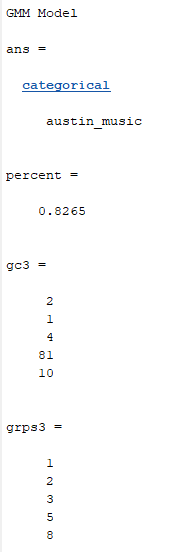 GMM Model
ans =
categorical
austin_music
percent =
0.8265
gc3 =
2
1
4
81
10
grps3 =
1
2
3
5
8